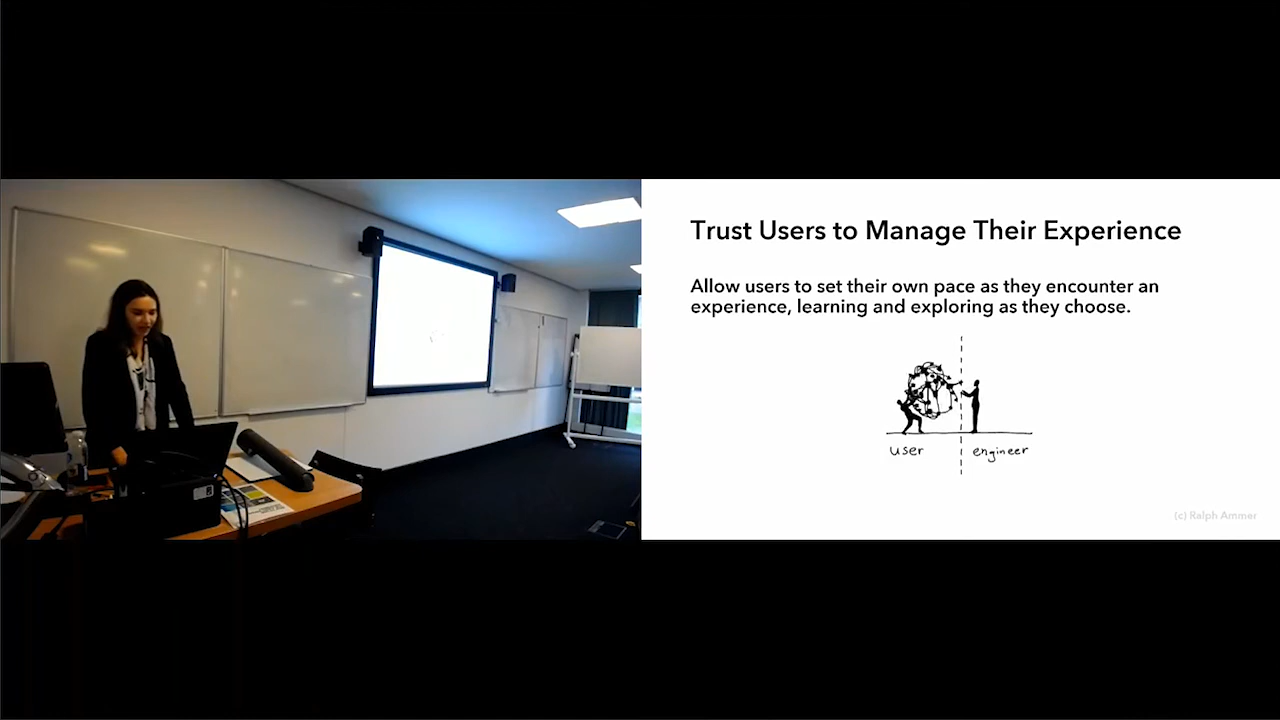 Trust Users to Manage Their Experience
Allow users to set their own pace as they encounter an
experience, learning and exploring as they choose.
user
engineer
(c) Ralph Ammer